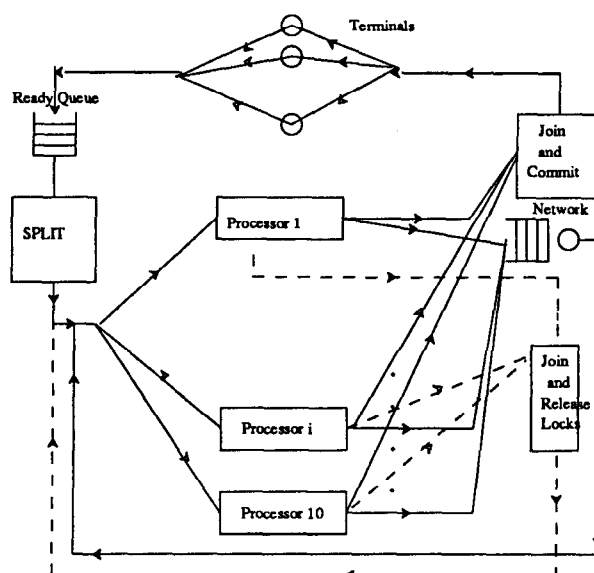 Terminals
Ready Queue
Join
and
Commit
SPLIT
Processor 1
Network
Join
and
Release
Locks
Processor i
Processor 10